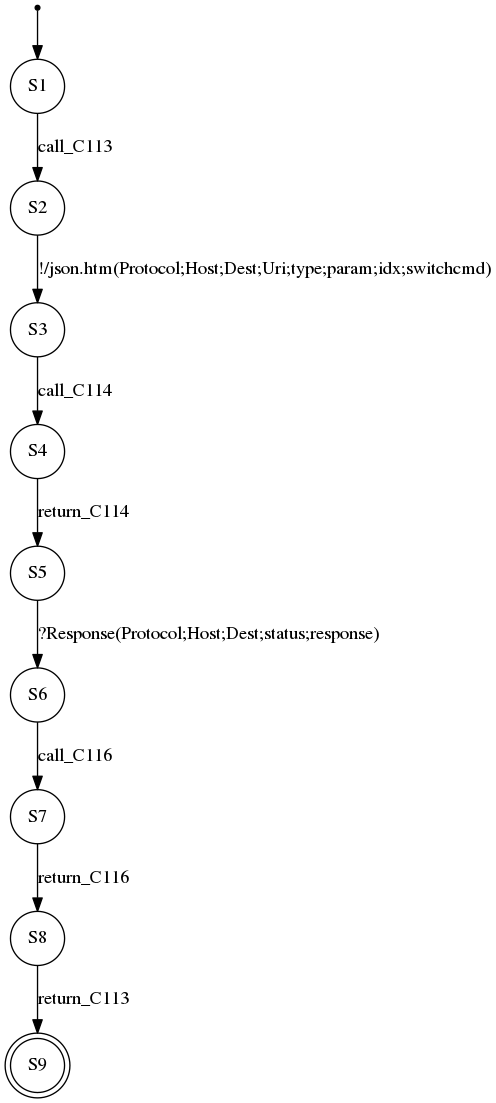 S1
call_C113
S2
!/json.htm(Protocol;Host;Dest;Uri;type;param;idx;switchcmd)
S3
call_C114
S4
return_C114
S5
?Response(Protocol;Host;Dest;status;response)
S6
call_C116
S7
return_C116
S8
return_C113
S9